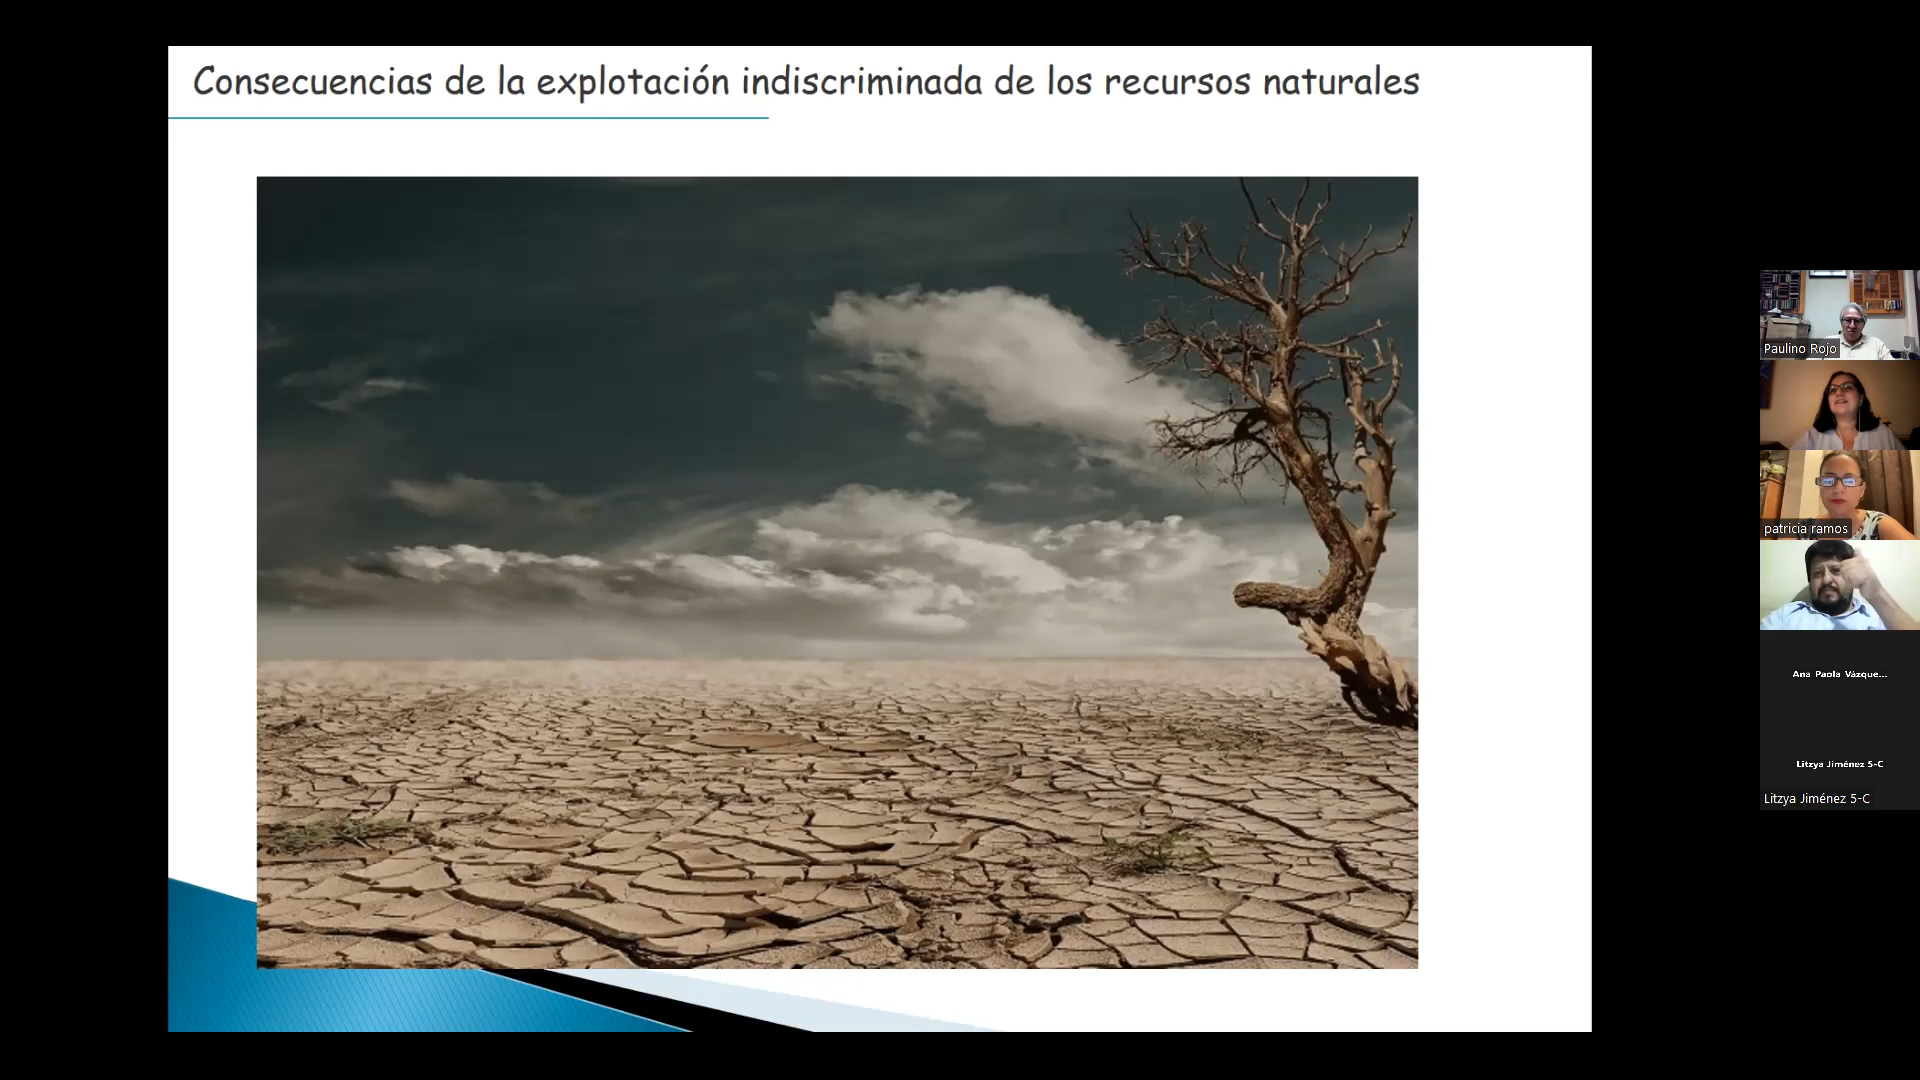 Consecuencias de la explotación indiscriminada de los recursos naturales
Paulino Rojo
patricia ramos
Ana Paola Vázque...
Litzya Jiménez 5-C
Litzya Jiménez 5-C